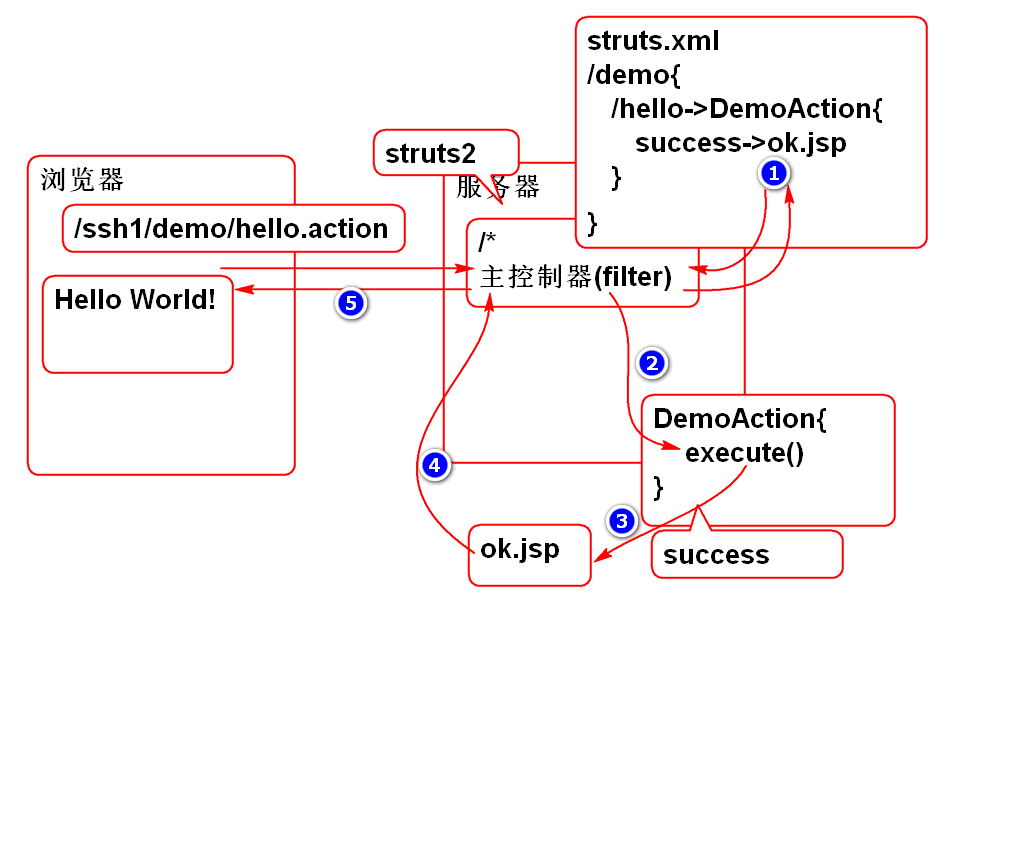 struts.xml
/demo{
/hello->DemoAction{
success->ok.jsp
}
}
1
struts2
服务器
浏览器
/ssh1/demo/hello.action
/*
主控制器(filter)
Hello World!
5
2
DemoAction{
execute()
}
4
3
ok.jsp
success